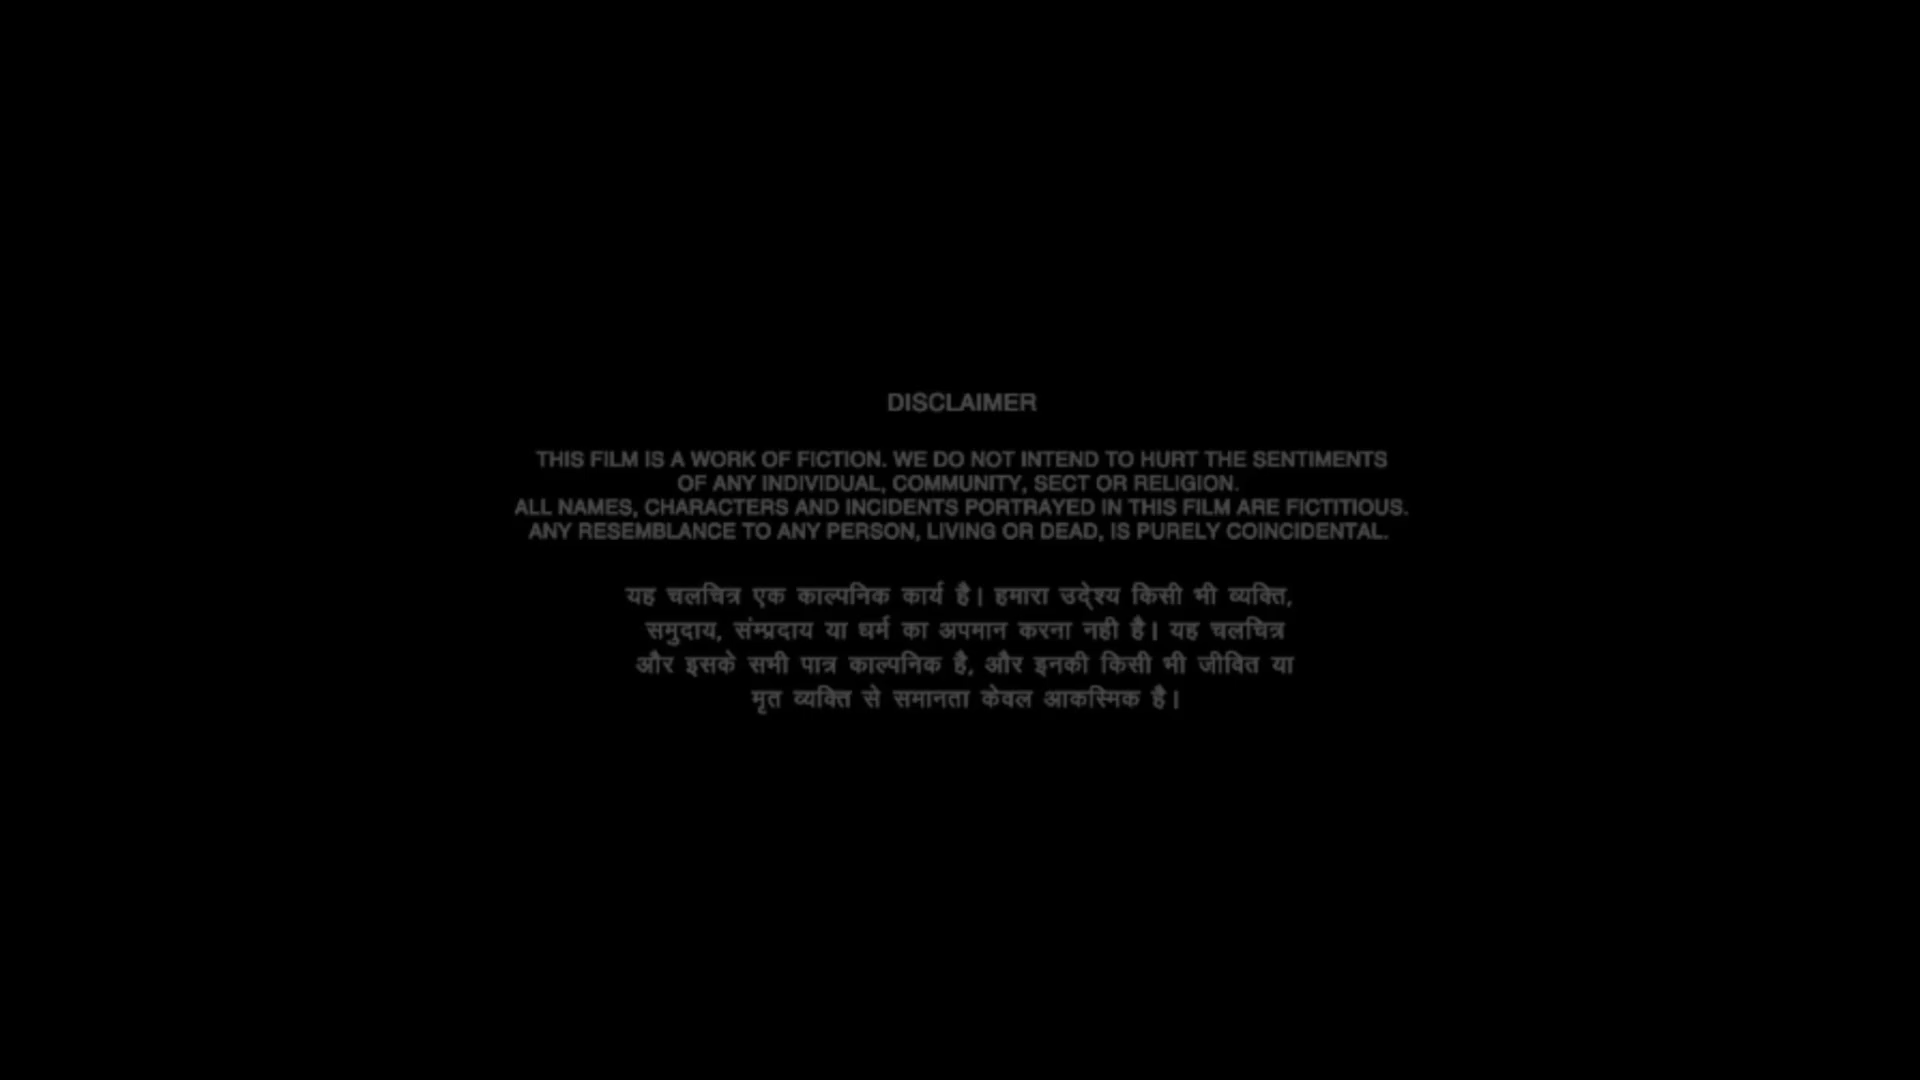 DISCLAIMER
THIS FILM IS A WORK OF FICTION. WE DO NOT INTEND TO HURT THE SENTIMENTS
OF ANY INDIVIDUAL, COMMUNITY, SECT OR RELIGION.
ALL NAMES, CHARACTERS AND INCIDENTS PORTRAYED IN THIS FILM ARE FICTITIOUS.
ANY RESEMBLANCE TO ANY PERSON, LIVING OR DEAD, IS PURELY COINCIDENTAL.
यह चलचित्र एक काल्पनिक कार्य है। हमारा उद्देश्य किसी भी व्यक्ति,
समुदाय, संम्प्रदाय या धर्म का अपमान करना नही है। यह चलचित्र
और इसके सभी पात्र काल्पनिक है, और इनकी किसी भी जीवित या
मृत व्यक्ति से समानता केवल आकस्मिक है।